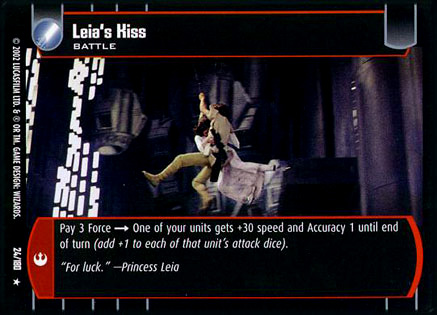 Leia's Kiss
BATTLE
Pay 3 Force → One of your units gets +30 speed and Accuracy 1 until end
of turn (add +1 to each of that unit's attack dice).
"For luck." —Princess Leia
© 2002 LUCASFILM LTD. & ® OR TM. GAME DESIGN: WIZARDS.
24/180 ★